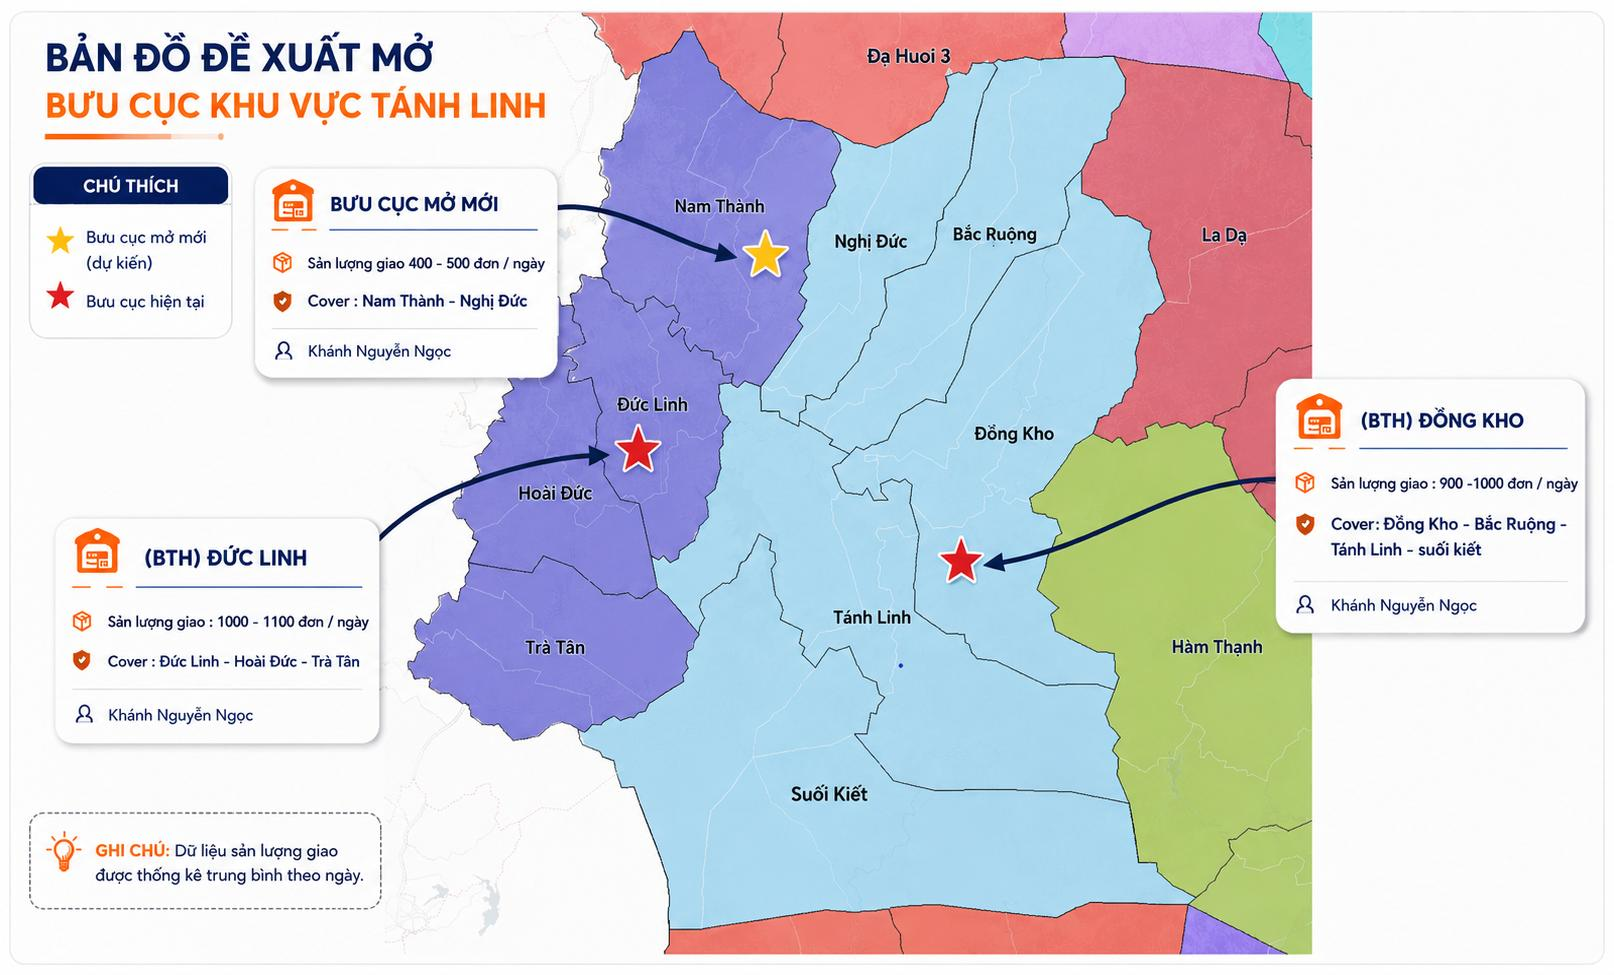 BẢN ĐỒ ĐỀ XUẤT MỞ
BƯU CỤC KHU VỰC TÁNH LINH
CHÚ THÍCH
Bưu cục mở mới
(dự kiến)
Bưu cục hiện tại
BƯU CỤC MỞ MỚI
Sản lượng giao 400 - 500 đơn / ngày
Cover : Nam Thành - Nghị Đức
Khánh Nguyễn Ngọc
Đạ Huoi 3
Nam Thành
Nghị Đức
Bắc Ruộng
La Dạ
Đức Linh
Đồng Kho
Hoài Đức
Tánh Linh
Trà Tân
Hàm Thạnh
Suối Kiết
(BTH) ĐỒNG KHO
Sản lượng giao : 900 -1000 đơn / ngày
Cover: Đồng Kho - Bắc Ruộng -
Tánh Linh - suối kiết
Khánh Nguyễn Ngọc
(BTH) ĐỨC LINH
Sản lượng giao : 1000 - 1100 đơn / ngày
Cover : Đức Linh - Hoài Đức - Trà Tân
Khánh Nguyễn Ngọc
GHI CHÚ: Dữ liệu sản lượng giao
được thống kê trung bình theo ngày.